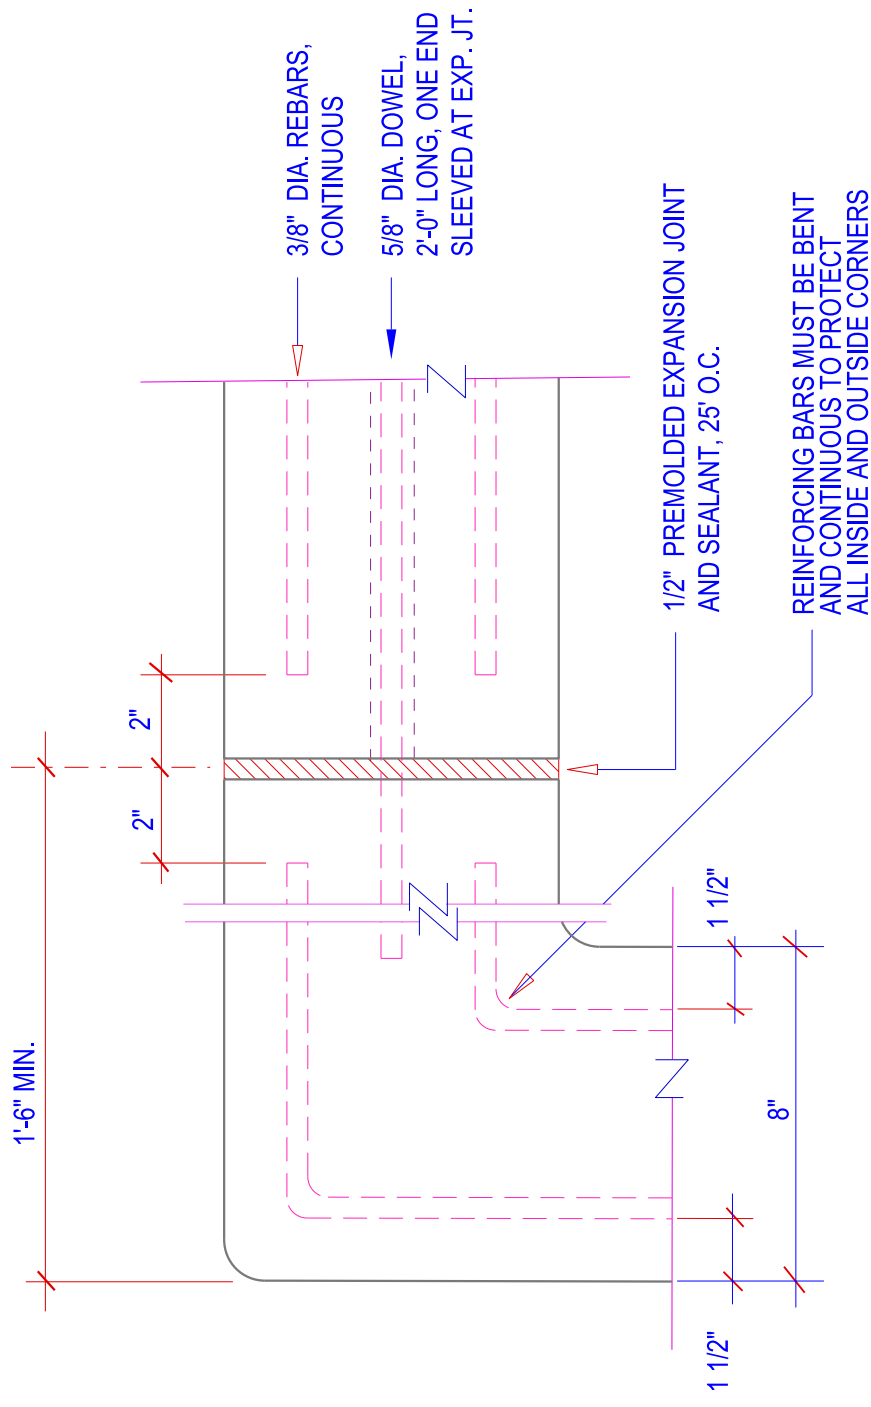 3/8" DIA. REBARS,
CONTINUOUS
5/8" DIA. DOWEL,
2'-0" LONG, ONE END
SLEEVED AT EXP. JT.
1/2" PREMOLDED EXPANSION JOINT
AND SEALANT, 25' O.C.
REINFORCING BARS MUST BE BENT
AND CONTINUOUS TO PROTECT
ALL INSIDE AND OUTSIDE CORNERS
2"
2"
1'-6" MIN.
1 1/2"
8"
1 1/2"